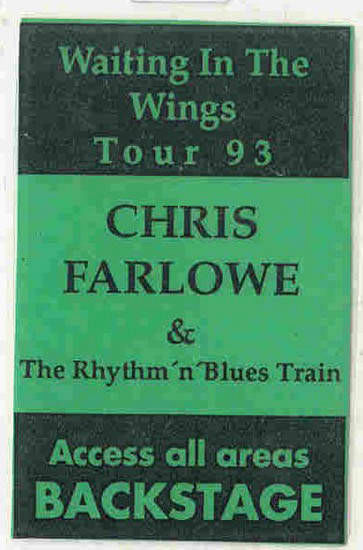 Waiting In The
Wings
Tour 93
CHRIS
FARLOWE
&
The Rhythm´n´Blues Train
Access all areas
BACKSTAGE